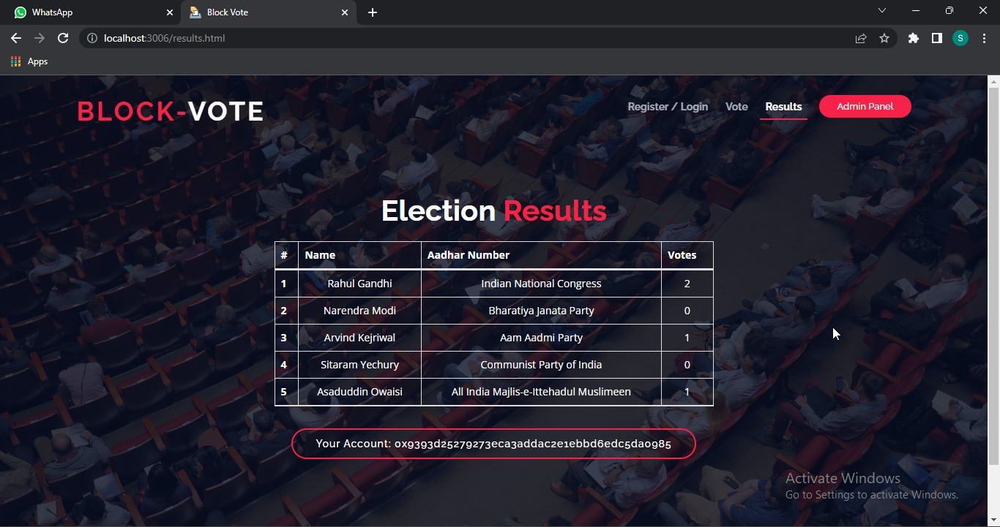 WhatsApp
Block Vote
localhost:3006/results.html
S
Apps
BLOCK-VOTE
Register / Login Vote Results Admin Panel
Election Results
# Name Aadhar Number Votes
1 Rahul Gandhi Indian National Congress 2
2 Narendra Modi Bharatiya Janata Party 0
3 Arvind Kejriwal Aam Aadmi Party 1
4 Sitaram Yechury Communist Party of India 0
5 Asaduddin Owaisi All India Majlis-e-Ittehadul Muslimeen 1
Your Account: 0x9393d25279273eca3addac2e1ebbd6edc5da0985
Activate Windows
Go to Settings to activate Windows.